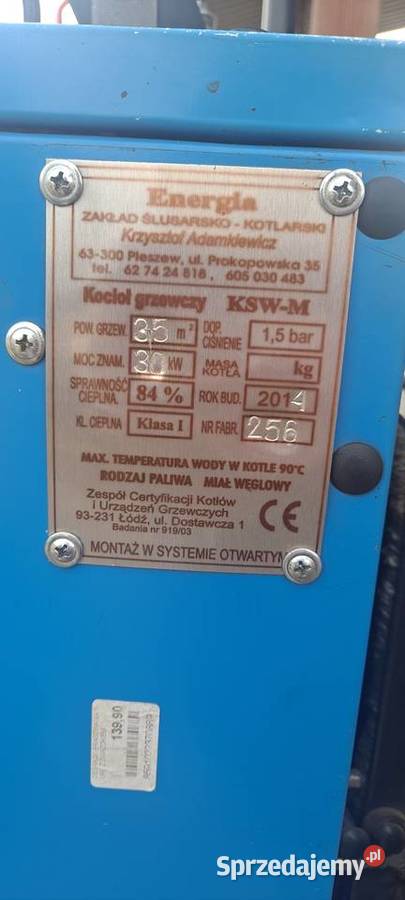 Energia
ZAKŁAD ŚLUSARSKO - KOTLARSKI
Krzysztof Adamkiewicz
63-300 Pleszew, ul. Prokopowska 35
tel. 62 74 24 818, 605 030 483
Kocioł grzewczy KSW-M
POW. GRZEW. 35 m² DOP. CIŚNIENIE 1,5 bar
MOC ZNAM. 30 kW MASA KOTŁA kg
SPRAWNOŚĆ CIEPLNA. 84 % ROK BUD. 2014
KL. CIEPLNA Klasa I NR FABR. 256
MAX. TEMPERATURA WODY W KOTLE 90°C
RODZAJ PALIWA MIAŁ WĘGLOWY
Zespół Certyfikacji Kotłów
i Urządzeń Grzewczych
93-231 Łódź, ul. Dostawcza 1
Badania nr 919/03
CE
MONTAŻ W SYSTEMIE OTWARTYM
139.90
Sprzedajemy.pl